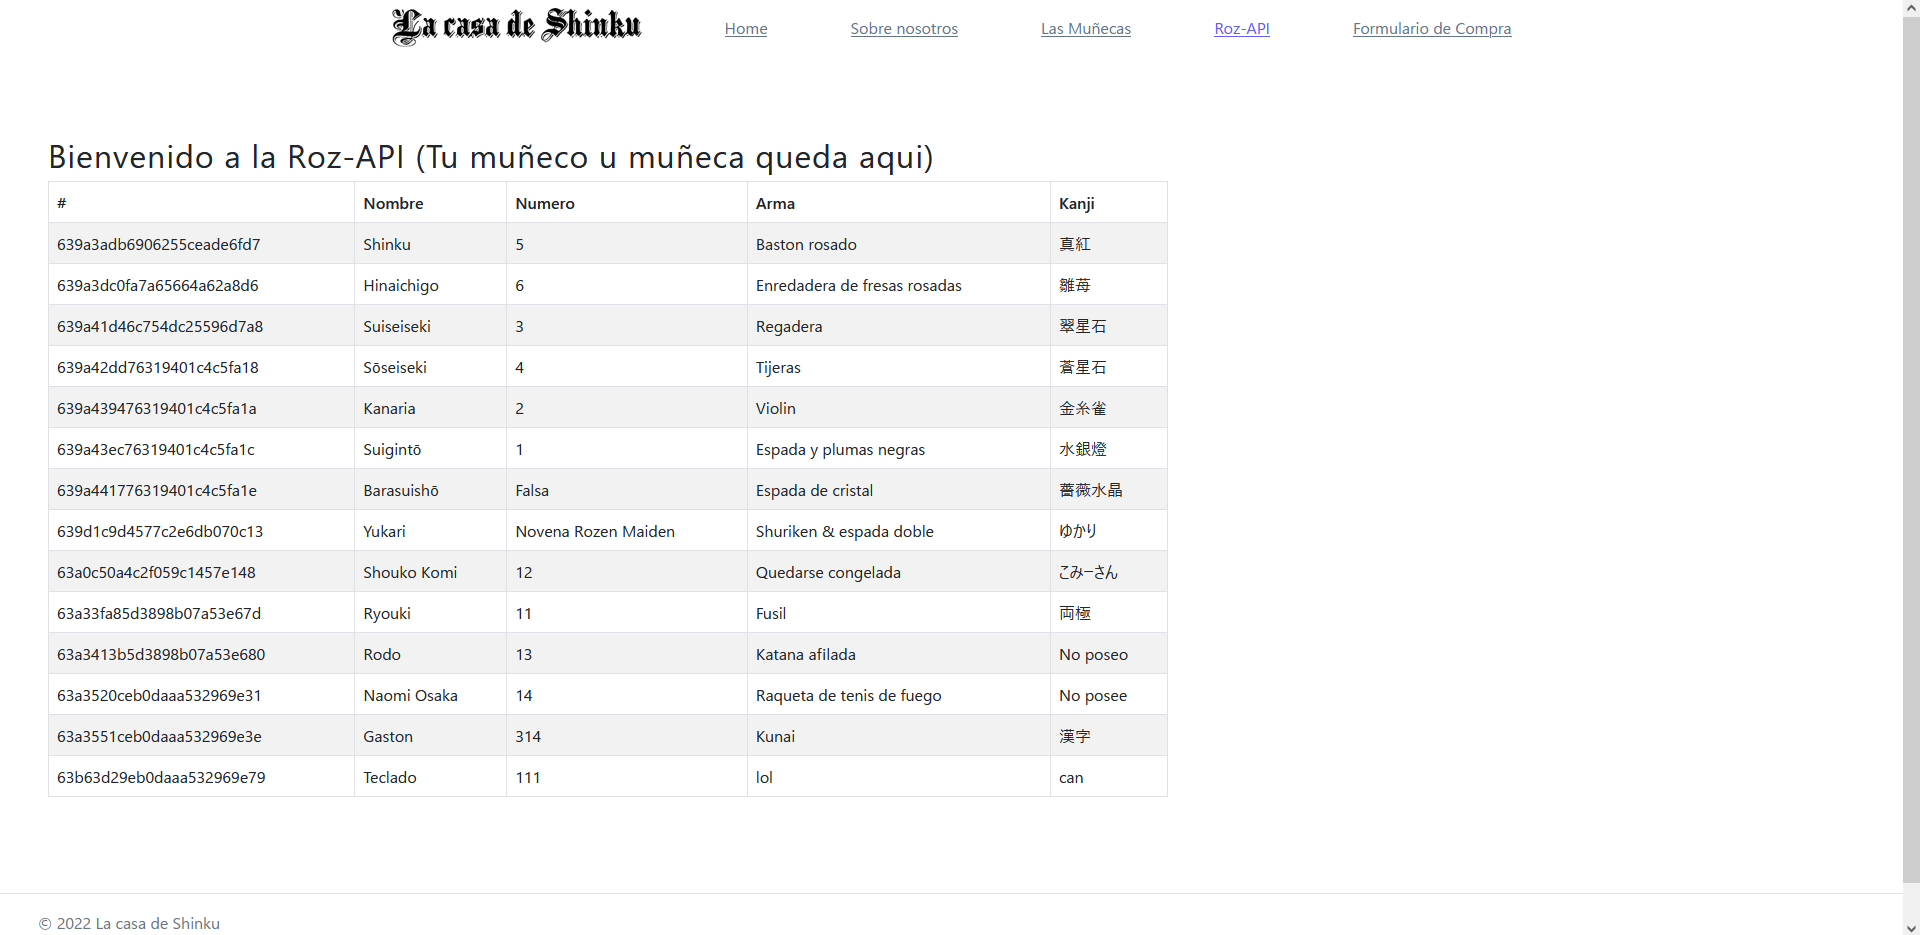 La casa de Shinku Home Sobre nosotros Las Muñecas Roz-API Formulario de Compra
Bienvenido a la Roz-API (Tu muñeco u muñeca queda aqui)
# Nombre Numero Arma Kanji
639a3adb6906255ceade6fd7 Shinku 5 Baston rosado 真紅
639a3dc0fa7a65664a62a8d6 Hinaichigo 6 Enredadera de fresas rosadas 雛苺
639a41d46c754dc25596d7a8 Suiseiseki 3 Regadera 翠星石
639a42dd76319401c4c5fa18 Sōseiseki 4 Tijeras 蒼星石
639a439476319401c4c5fa1a Kanaria 2 Violin 金糸雀
639a43ec76319401c4c5fa1c Suigintō 1 Espada y plumas negras 水銀燈
639a441776319401c4c5fa1e Barasuishō Falsa Espada de cristal 薔薇水晶
639d1c9d4577c2e6db070c13 Yukari Novena Rozen Maiden Shuriken & espada doble ゆかり
63a0c50a4c2f059c1457e148 Shouko Komi 12 Quedarse congelada こみーさん
63a33fa85d3898b07a53e67d Ryouki 11 Fusil 両極
63a3413b5d3898b07a53e680 Rodo 13 Katana afilada No poseo
63a3520ceb0daaa532969e31 Naomi Osaka 14 Raqueta de tenis de fuego No posee
63a3551ceb0daaa532969e3e Gaston 314 Kunai 漢字
63b63d29eb0daaa532969e79 Teclado 111 lol can
© 2022 La casa de Shinku